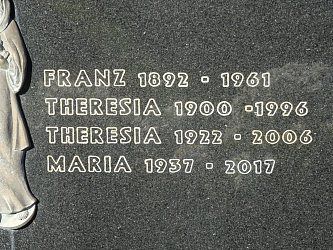 FRANZ 1892 - 1961
THERESIA 1900 -1996
THERESIA 1922 - 2006
MARIA 1937 - 2017